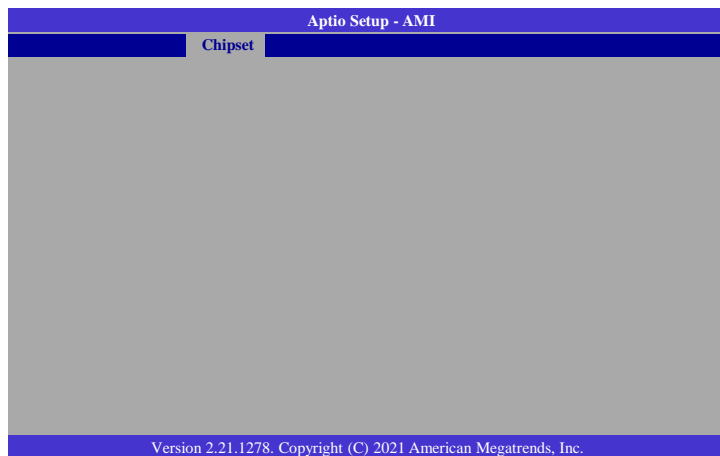 Aptio Setup - AMI
Chipset
Version 2.21.1278. Copyright (C) 2021 American Megatrends, Inc.